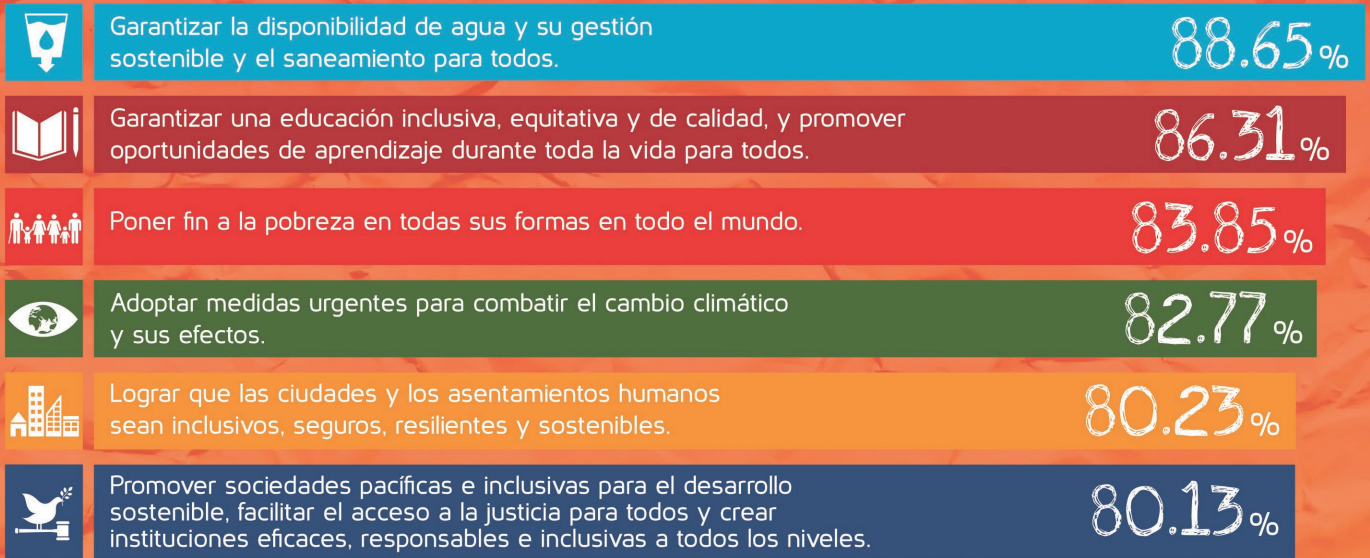 Garantizar la disponibilidad de agua y su gestión
sostenible y el saneamiento para todos.
88.65%
Garantizar una educación inclusiva, equitativa y de calidad, y promover
oportunidades de aprendizaje durante toda la vida para todos.
86.31%
Poner fin a la pobreza en todas sus formas en todo el mundo.
83.85%
Adoptar medidas urgentes para combatir el cambio climático
y sus efectos.
82.77%
Lograr que las ciudades y los asentamientos humanos
sean inclusivos, seguros, resilientes y sostenibles.
80.23%
Promover sociedades pacíficas e inclusivas para el desarrollo
sostenible, facilitar el acceso a la justicia para todos y crear
instituciones eficaces, responsables e inclusivas a todos los niveles.
80.13%